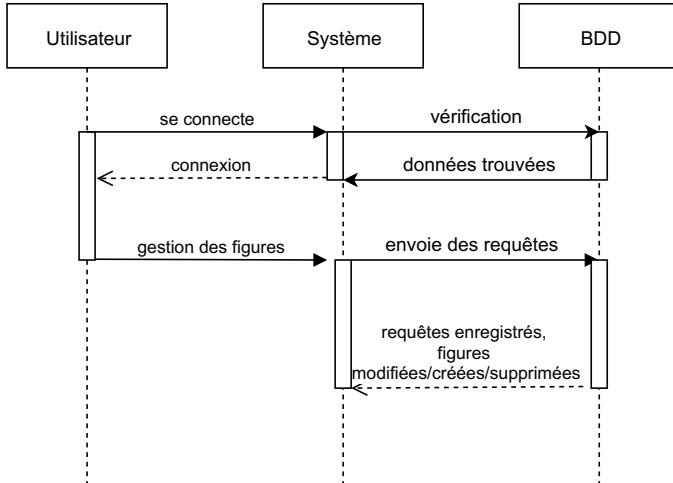 Utilisateur
Système
BDD
se connecte
vérification
connexion
données trouvées
gestion des figures
envoie des requêtes
requêtes enregistrés,
figures
modifiées/créées/supprimées